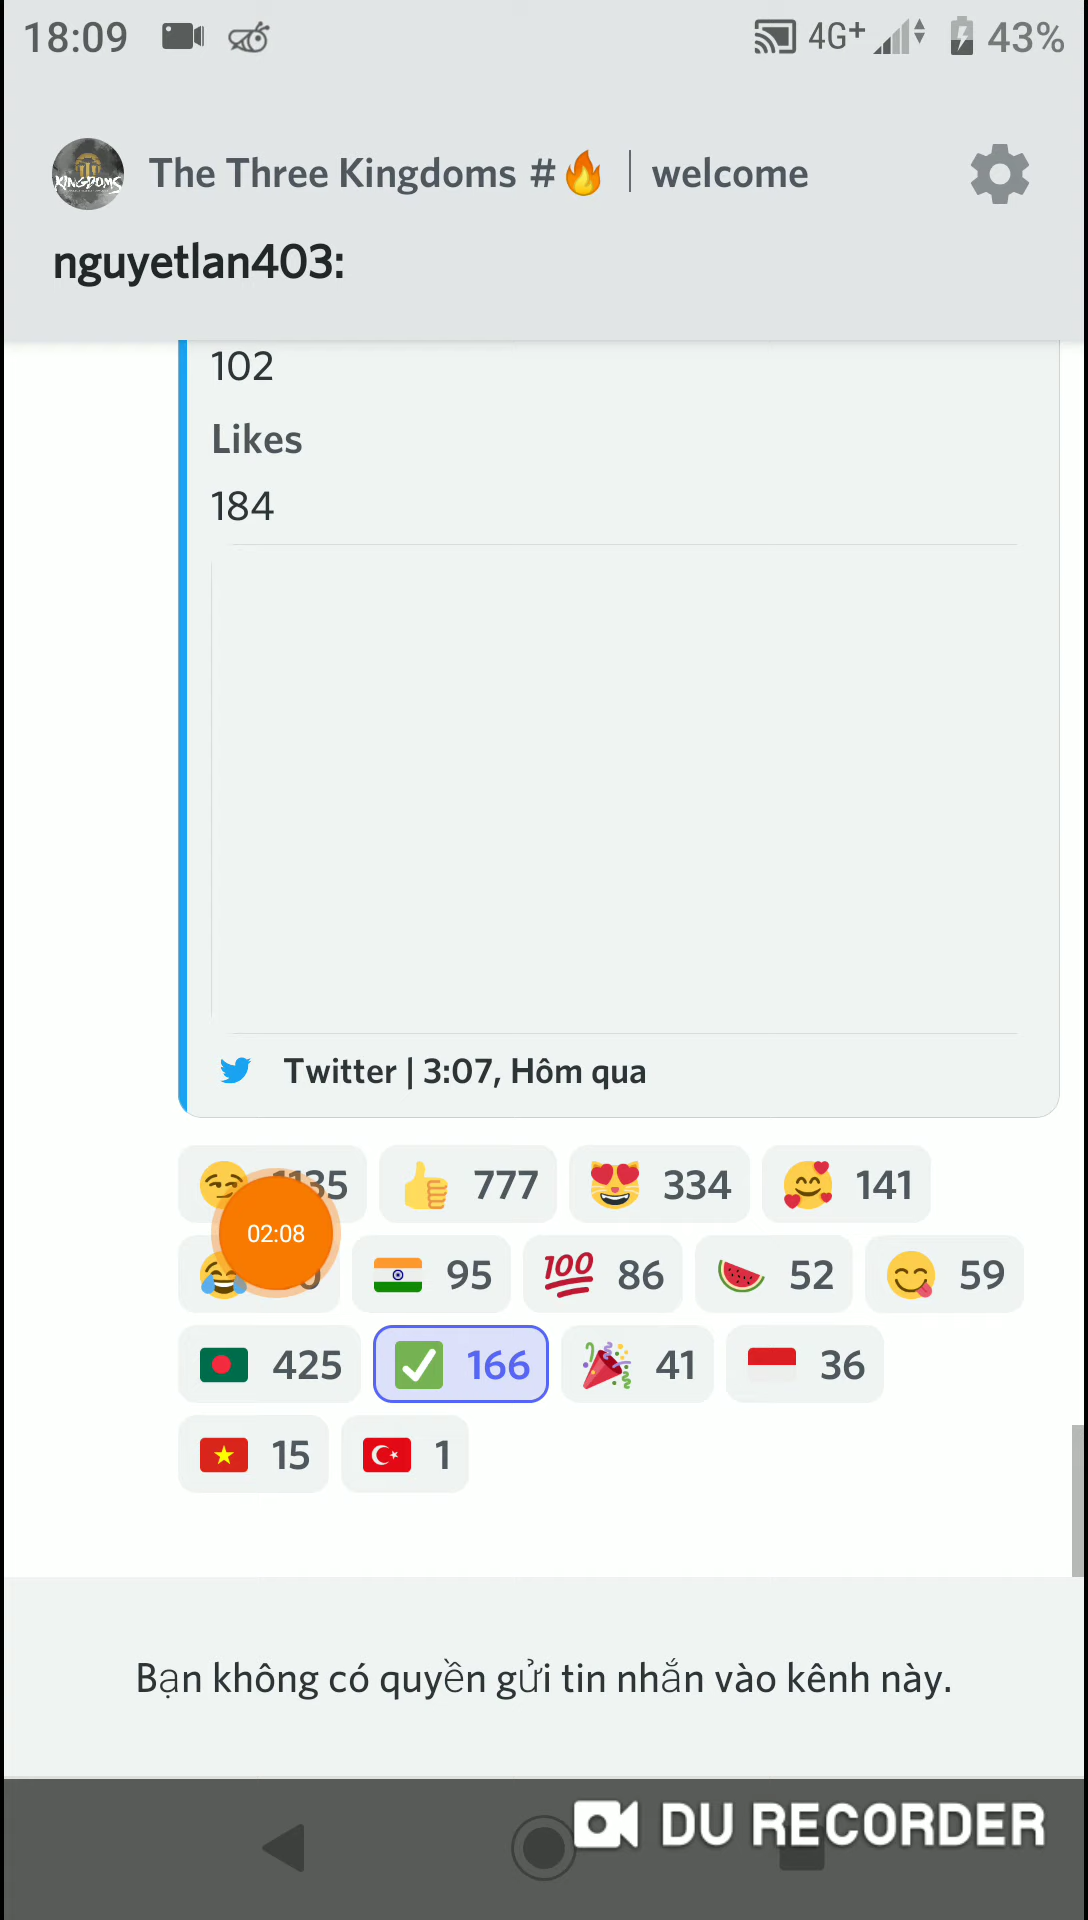 18:09 4G+ 43%
The Three Kingdoms #🔥 | welcome
KINGDOMS
nguyetlan403:
102
Likes
184
Twitter | 3:07, Hôm qua
777 334 141
02:08
95 100 86 52 59
425 166 41 36
15 1
Bạn không có quyền gửi tin nhắn vào kênh này.
DU RECORDER